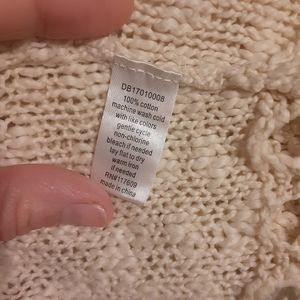 DB17010008
100% cotton
machine wash cold
with like colors
gentle cycle
non-chlorine
bleach if needed
lay flat to dry
warm iron
if needed
RN#117609
made in china